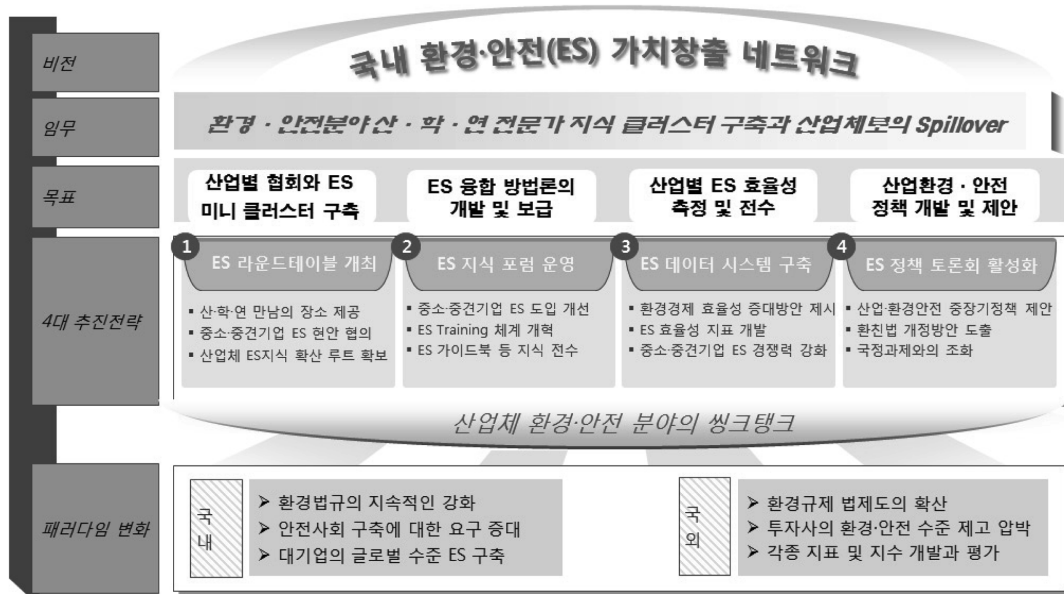 비전
국내 환경·안전(ES) 가치창출 네트워크
임무
환경·안전분야 산·학·연 전문가 지식 클러스터 구축과 산업체로의 Spillover
목표
산업별 협회와 ES
미니 클러스터 구축
ES 융합 방법론의
개발 및 보급
산업별 ES 효율성
측정 및 전수
산업환경·안전
정책 개발 및 제안
4대 추진전략
1 ES 라운드테이블 개최
▪ 산·학·연 만남의 장소 제공
▪ 중소·중견기업 ES 현안 협의
▪ 산업체 ES지식 확산 루트 확보
2 ES 지식 포럼 운영
▪ 중소·중견기업 ES 도입 개선
▪ ES Training 체계 개혁
▪ ES 가이드북 등 지식 전수
3 ES 데이터 시스템 구축
▪ 환경경제 효율성 증대방안 제시
▪ ES 효율성 지표 개발
▪ 중소·중견기업 ES 경쟁력 강화
4 ES 정책 토론회 활성화
▪ 산업·환경안전 중장기정책 제안
▪ 환친법 개정방안 도출
▪ 국정과제와의 조화
산업체 환경·안전 분야의 씽크탱크
패러다임 변화
국내
➢ 환경법규의 지속적인 강화
➢ 안전사회 구축에 대한 요구 증대
➢ 대기업의 글로벌 수준 ES 구축
국외
➢ 환경규제 법제도의 확산
➢ 투자사의 환경·안전 수준 제고 압박
➢ 각종 지표 및 지수 개발과 평가